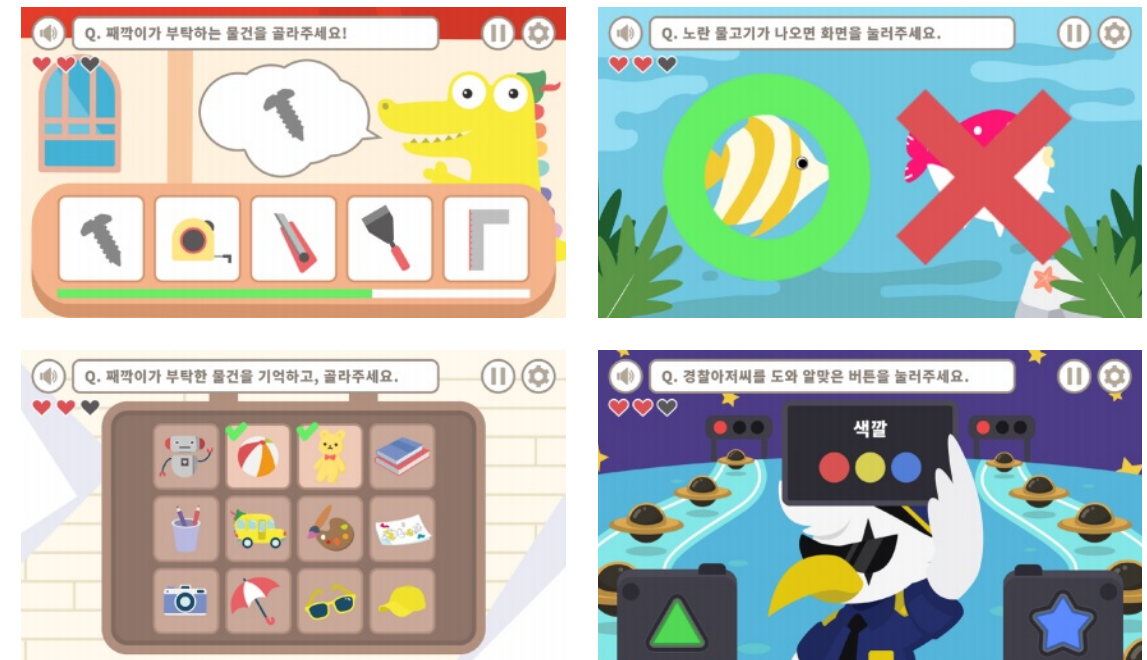 Q. 째깍이가 부탁하는 물건을 골라주세요!
Q. 노란 물고기가 나오면 화면을 눌러주세요.
Q. 째깍이가 부탁한 물건을 기억하고, 골라주세요.
Q. 경찰아저씨를 도와 알맞은 버튼을 눌러주세요.
색깔